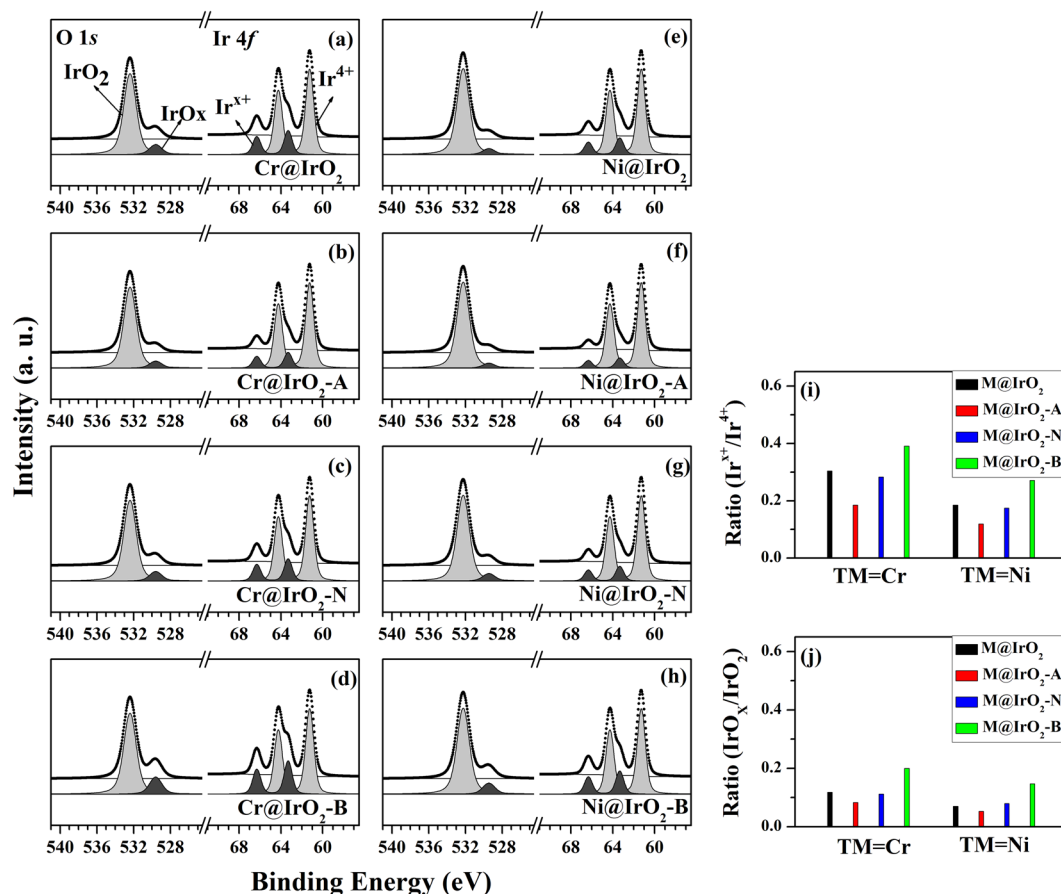 O 1s Ir 4f (a)
IrO2 IrOx Irx+ Ir4+
Cr@IrO2
540 536 532 528 68 64 60
(e)
Ni@IrO2
540 536 532 528 68 64 60
(b)
Cr@IrO2-A
540 536 532 528 68 64 60
(f)
Ni@IrO2-A
540 536 532 528 68 64 60
(c)
Cr@IrO2-N
540 536 532 528 68 64 60
(g)
Ni@IrO2-N
540 536 532 528 68 64 60
(d)
Cr@IrO2-B
540 536 532 528 68 64 60
(h)
Ni@IrO2-B
540 536 532 528 68 64 60
Intensity (a. u.)
Binding Energy (eV)
(i)
M@IrO2
M@IrO2-A
M@IrO2-N
M@IrO2-B
Ratio (Irx+/Ir4+)
0.6
0.4
0.2
0.0
TM=Cr TM=Ni
(j)
M@IrO2
M@IrO2-A
M@IrO2-N
M@IrO2-B
Ratio (IrOX/IrO2)
0.6
0.4
0.2
0.0
TM=Cr TM=Ni